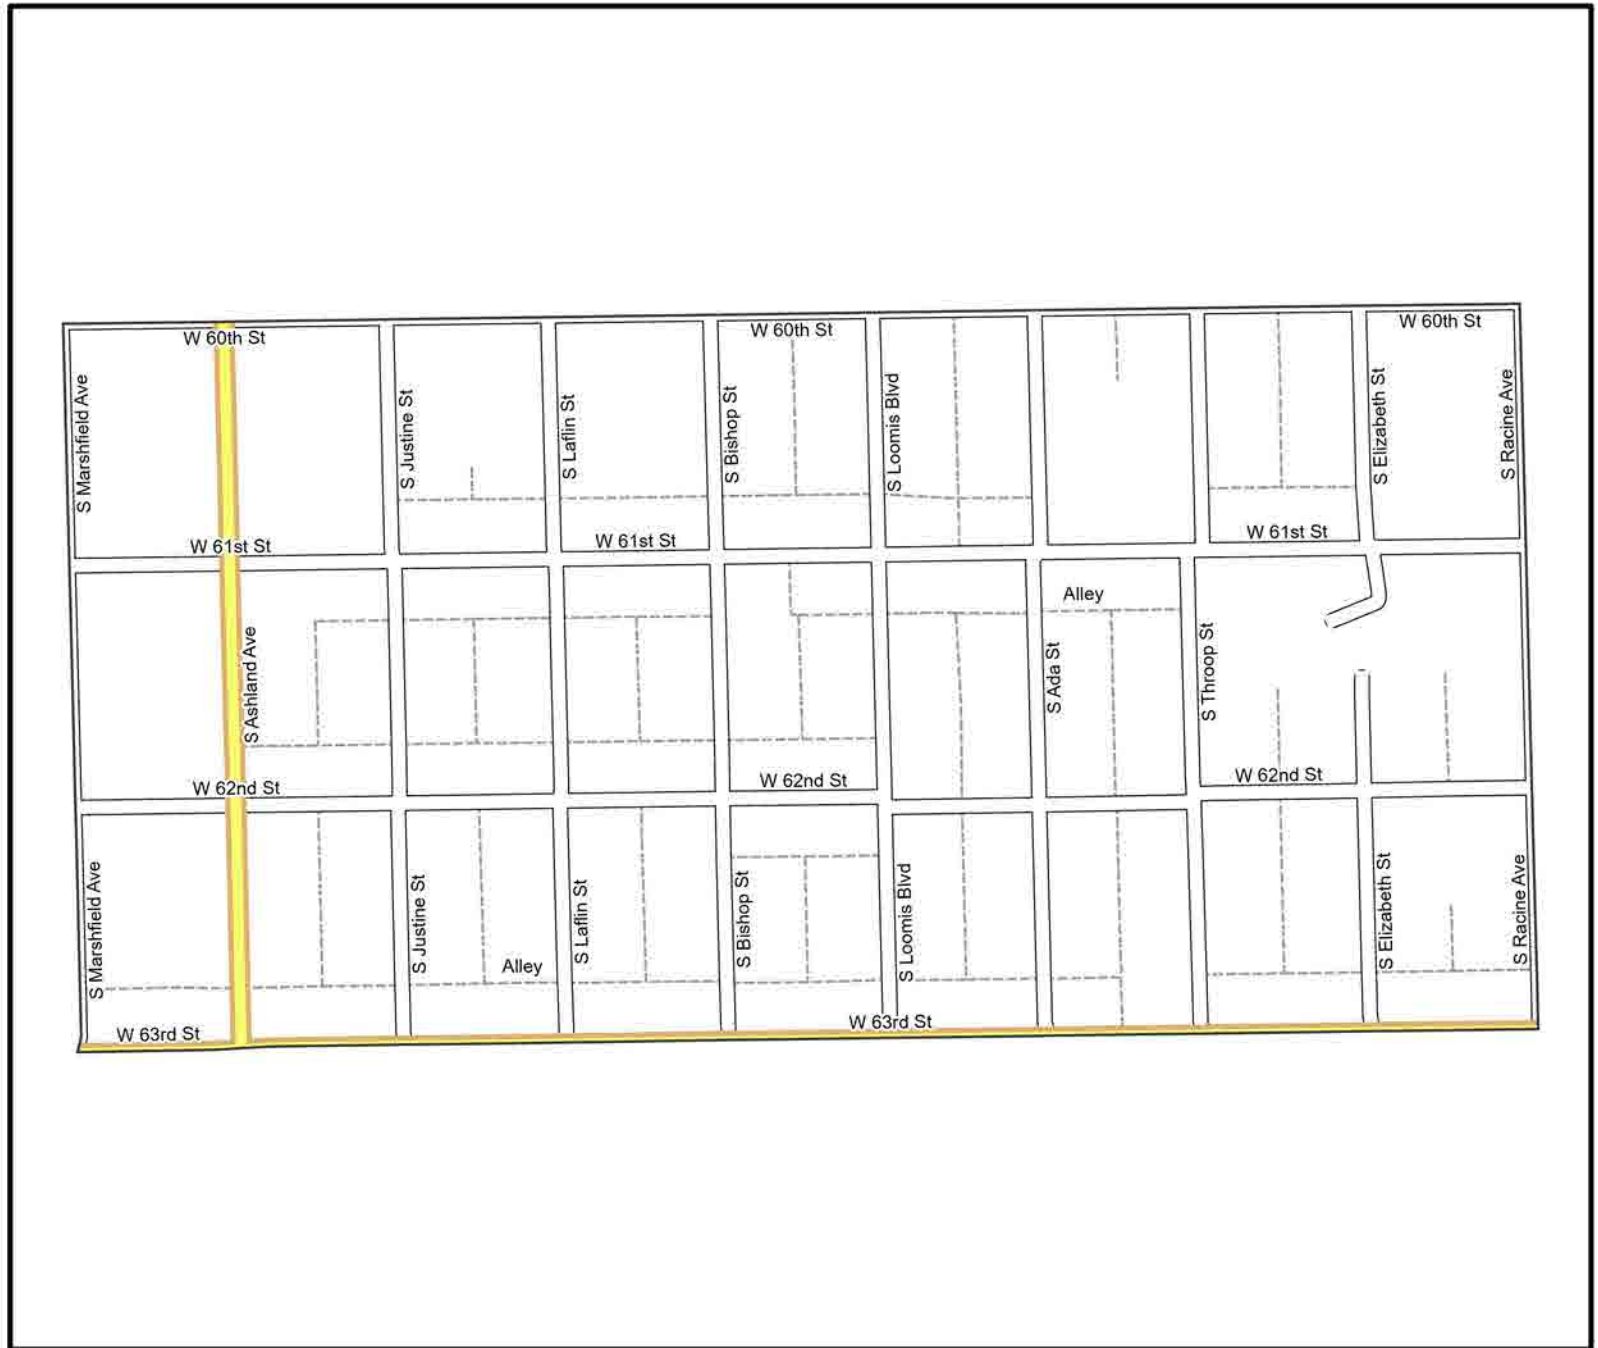 W 60th St
W 60th St
W 60th St
S Marshfield Ave
S Justine St
S Laflin St
S Bishop St
S Loomis Blvd
S Elizabeth St
S Racine Ave
W 61st St
W 61st St
W 61st St
Alley
S Ashland Ave
S Ada St
S Throop St
W 62nd St
W 62nd St
W 62nd St
S Marshfield Ave
S Justine St
Alley
S Laflin St
S Bishop St
S Loomis Blvd
S Elizabeth St
S Racine Ave
W 63rd St
W 63rd St